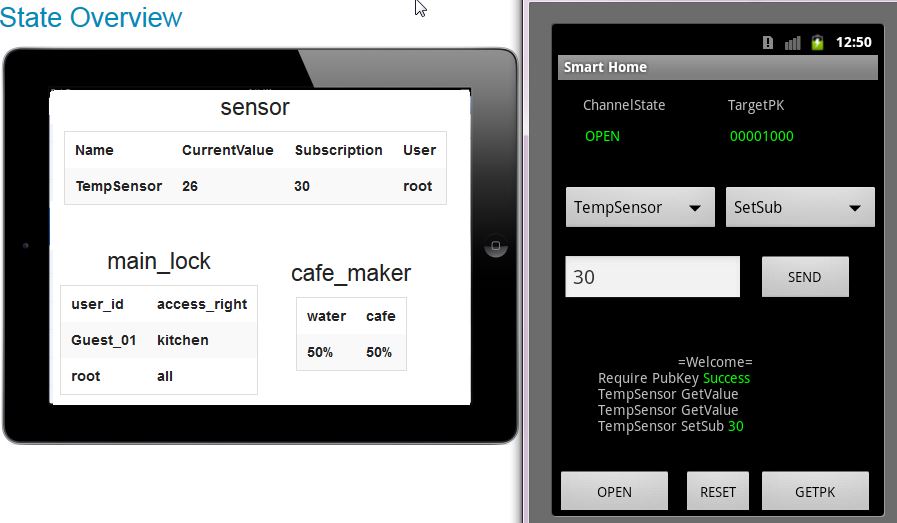 State Overview
sensor
Name CurrentValue Subscription User
TempSensor 26 30 root
main_lock
user_id access_right
Guest_01 kitchen
root all
cafe_maker
water cafe
50% 50%
12:50
Smart Home
ChannelState TargetPK
OPEN 00001000
TempSensor SetSub
30 SEND
=Welcome=
Require PubKey Success
TempSensor GetValue
TempSensor GetValue
TempSensor SetSub 30
OPEN RESET GETPK